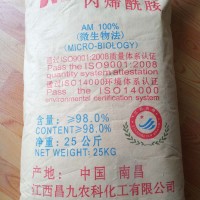 丙烯酰胺
AM 100%
(微生物法)
(MICRO-BIOLOGY)
通过ISO9001:2008质量体系认证
Pass the ISO9001:2008
quality system attestation
通过ISO14000环境体系认证
Pass the ISO14000
environment system attestation
含量:≥98.0%
CONTENT≥98.0%
净重:25公斤
NET WEIGHT:25KG
产地:中国 南昌
江西昌九农科化工有限公司